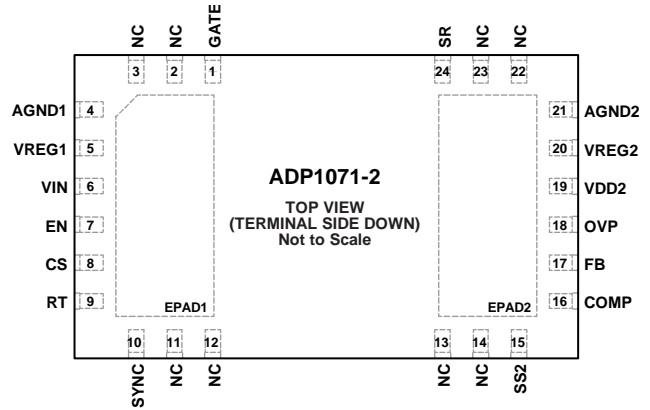 NC
NC
GATE
SR
NC
NC
3
2
1
24
23
22
AGND1
4
21
AGND2
VREG1
5
20
VREG2
VIN
6
ADP1071-2
19
VDD2
EN
7
TOP VIEW
(TERMINAL SIDE DOWN)
Not to Scale
18
OVP
CS
8
17
FB
RT
9
16
COMP
EPAD1
EPAD2
10
11
12
13
14
15
SYNC
NC
NC
NC
NC
SS2